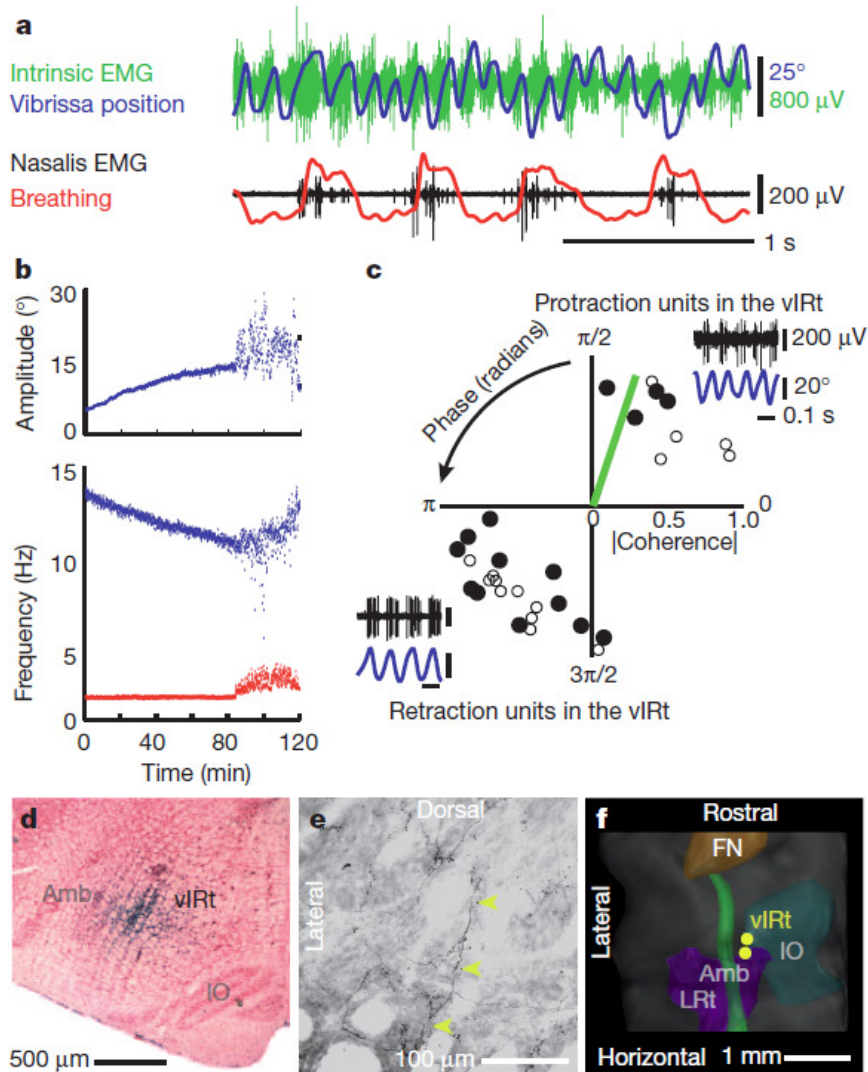 a
Intrinsic EMG
Vibrissa position
25°
800 μV
Nasalis EMG
Breathing
200 μV
1 s
b
Amplitude (°)
30
15
0
Frequency (Hz)
15
10
5
0
0 40 80 120
Time (min)
c
Protraction units in the vIRt
π/2
200 μV
20°
0.1 s
Phase (radians)
π
0
0 0.5 1.0
|Coherence|
3π/2
Retraction units in the vIRt
d
Amb
vIRt
IO
500 μm
e
Dorsal
Lateral
100 μm
f
Rostral
FN
Lateral
vIRt
IO
Amb
LRt
Horizontal
1 mm